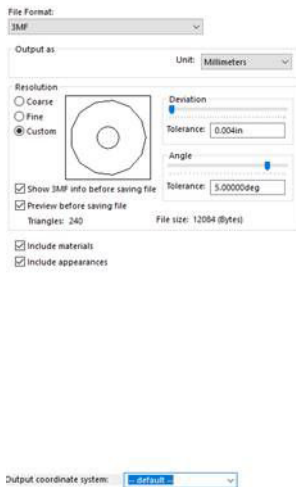 File Format:
3MF
Output as
Unit: Millimeters
Resolution
Coarse
Fine
Custom
Deviation
Tolerance: 0.004in
Angle
Tolerance: 5.00000deg
Show 3MF info before saving file
Preview before saving file
Triangles: 240 File size: 12084 (Bytes)
Include materials
Include appearances
Output coordinate system: -- default --